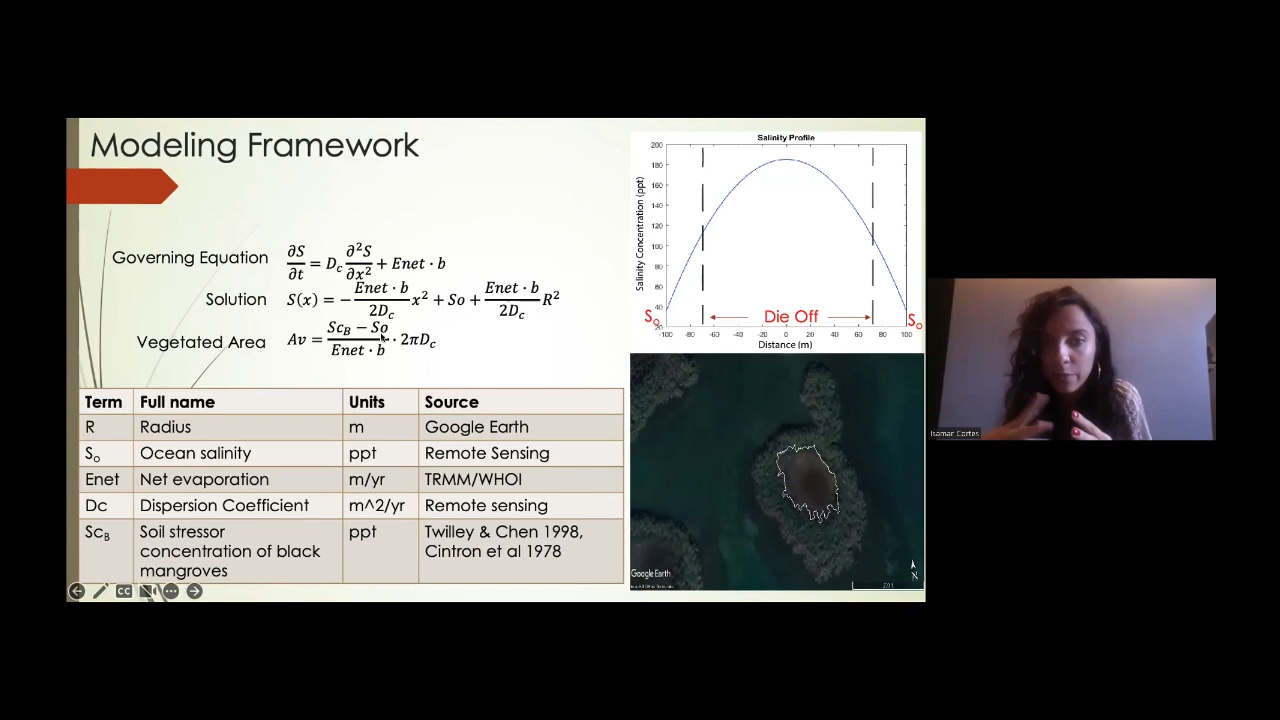 Modeling Framework
Governing Equation ∂S/∂t = D_c ∂²S/∂x² + Enet · b
Solution S(x) = − (Enet · b)/(2D_c) x² + So + (Enet · b)/(2D_c) R²
Vegetated Area Av = (Sc_B − So)/(Enet · b) · 2πD_c
Term Full name Units Source
R Radius m Google Earth
S_o Ocean salinity ppt Remote Sensing
Enet Net evaporation m/yr TRMM/WHOI
Dc Dispersion Coefficient m^2/yr Remote sensing
Sc_B Soil stressor concentration of black mangroves ppt Twilley & Chen 1998, Cintron et al 1978
CC
Salinity Profile
Salinity Concentration (ppt)
200
180
160
140
120
100
80
60
40
20
S_o Die Off S_o
-100 -80 -60 -40 -20 0 20 40 60 80 100
Distance (m)
Google Earth
N
Isamar Cortes